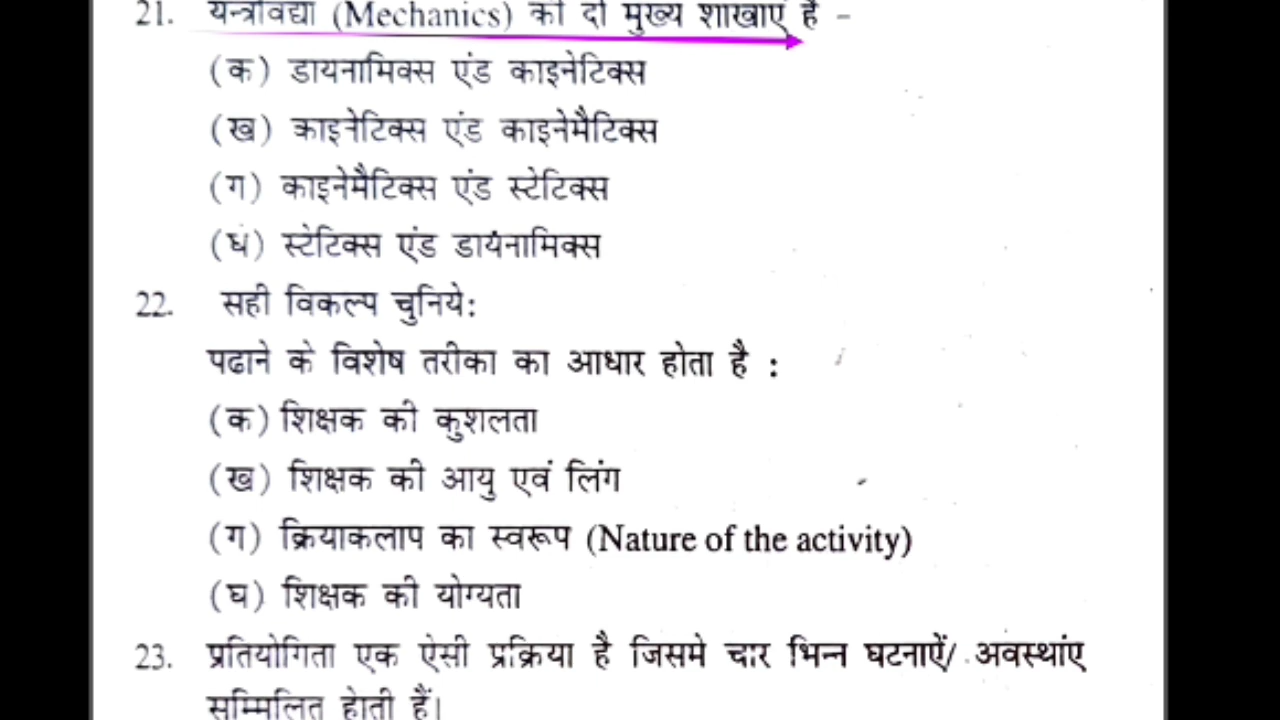 21. यन्त्रविद्या (Mechanics) की दो मुख्य शाखाएं हैं –
(क) डायनामिक्स एंड काइनेटिक्स
(ख) काइनेटिक्स एंड काइनेमैटिक्स
(ग) काइनेमैटिक्स एंड स्टेटिक्स
(घ) स्टेटिक्स एंड डायनामिक्स
22. सही विकल्प चुनिये:
पढाने के विशेष तरीका का आधार होता है :
(क) शिक्षक की कुशलता
(ख) शिक्षक की आयु एवं लिंग
(ग) क्रियाकलाप का स्वरूप (Nature of the activity)
(घ) शिक्षक की योग्यता
23. प्रतियोगिता एक ऐसी प्रक्रिया है जिसमे चार भिन्न घटनाऐं/ अवस्थांए
सम्मिलित होती हैं।